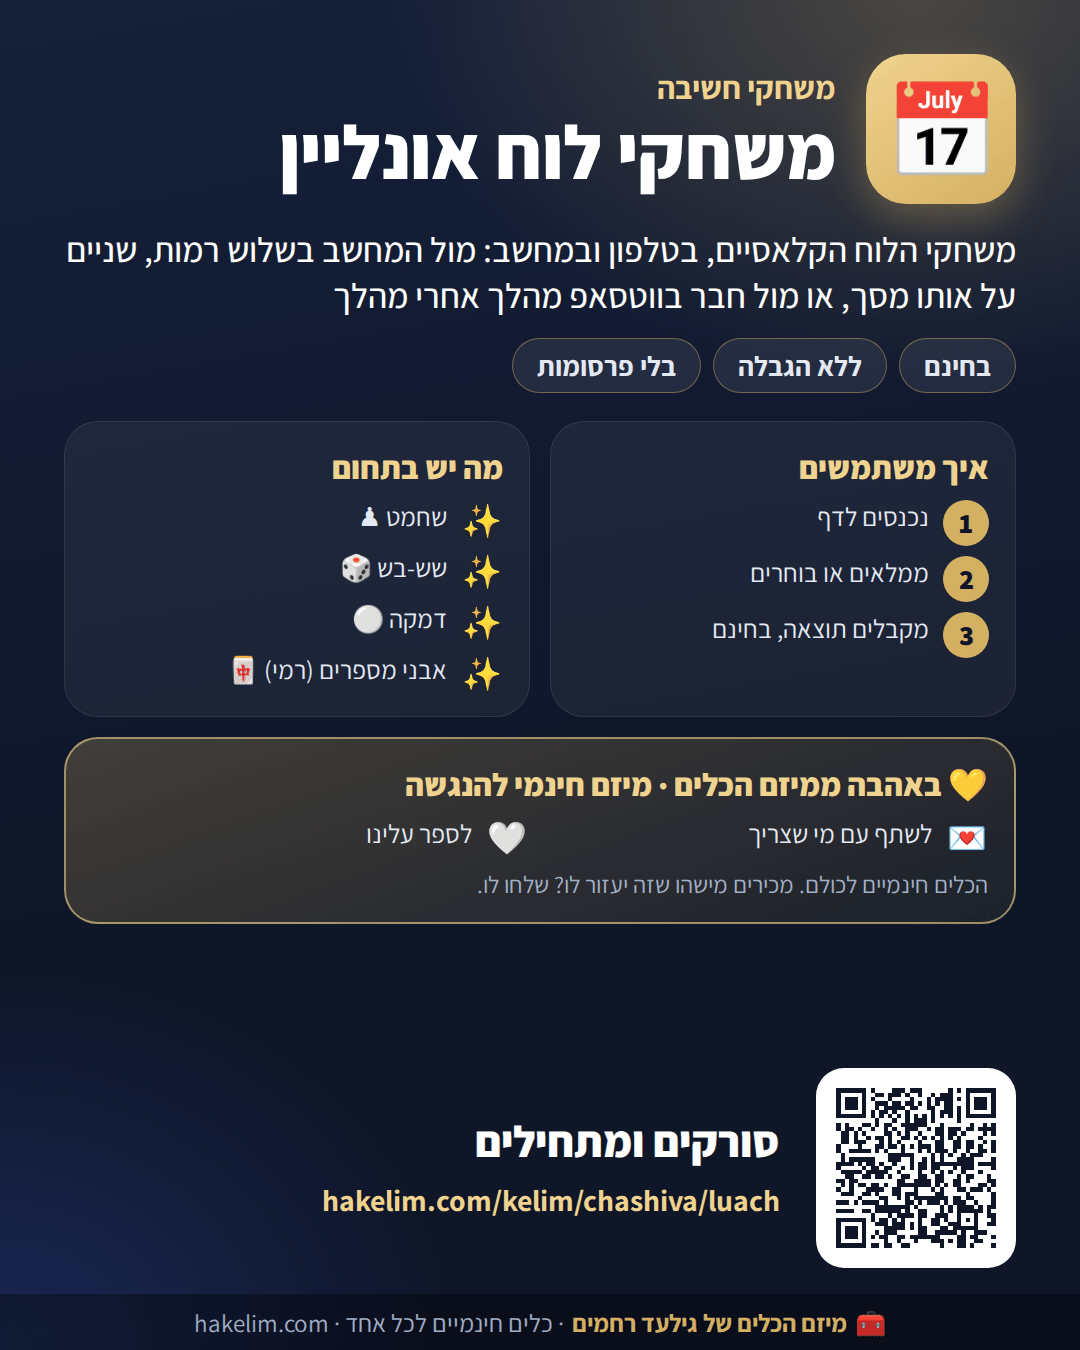 July
17
משחקי חשיבה
משחקי לוח אונליין
משחקי הלוח הקלאסיים, בטלפון ובמחשב: מול המחשב בשלוש רמות, שניים
על אותו מסך, או מול חבר בווטסאפ מהלך אחרי מהלך
בחינם
ללא הגבלה
בלי פרסומות
איך משתמשים
1 נכנסים לדף
2 ממלאים או בוחרים
3 מקבלים תוצאה, בחינם
מה יש בתחום
✨ שחמט ♟
✨ שש-בש 🎲
✨ דמקה ⚪
✨ אבני מספרים (רמי) 🀄
💛 באהבה ממיזם הכלים · מיזם חינמי להנגשה
💌 לשתף עם מי שצריך
🤍 לספר עלינו
הכלים חינמיים לכולם. מכירים מישהו שזה יעזור לו? שלחו לו.
סורקים ומתחילים
hakelim.com/kelim/chashiva/luach
🧰 מיזם הכלים של גילעד רחמים · כלים חינמיים לכל אחד · hakelim.com